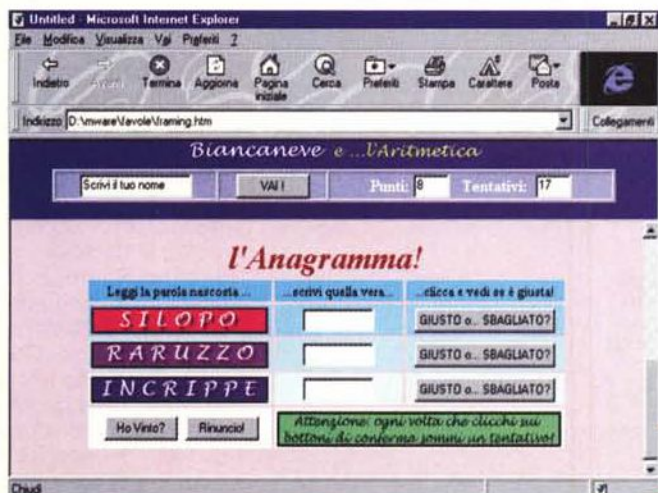 Untitled - Microsoft Internet Explorer
File Modifica Visualizza Vai Preferiti ?
Indietro Avanti Termina Aggiorna Pagina iniziale Cerca Preferiti Stampa Carattere Posta
Indirizzo D:\mware\favole\framing.htm Collegamenti
Biancaneve e ...l'Aritmetica
Scrivi il tuo nome VAI ! Punti: 8 Tentativi: 17
l'Anagramma!
Leggi la parola nascosta ... ...scrivi quella vera... ...clicca e vedi se è giusta!
SILOPO GIUSTO o... SBAGLIATO?
RARUZZO GIUSTO o... SBAGLIATO?
INCRIPPE GIUSTO o... SBAGLIATO?
Ho Vinto? Rinuncio! Attenzione: ogni volta che clicchi sui
bottoni di conferma sommi un tentativo!
Chiudi